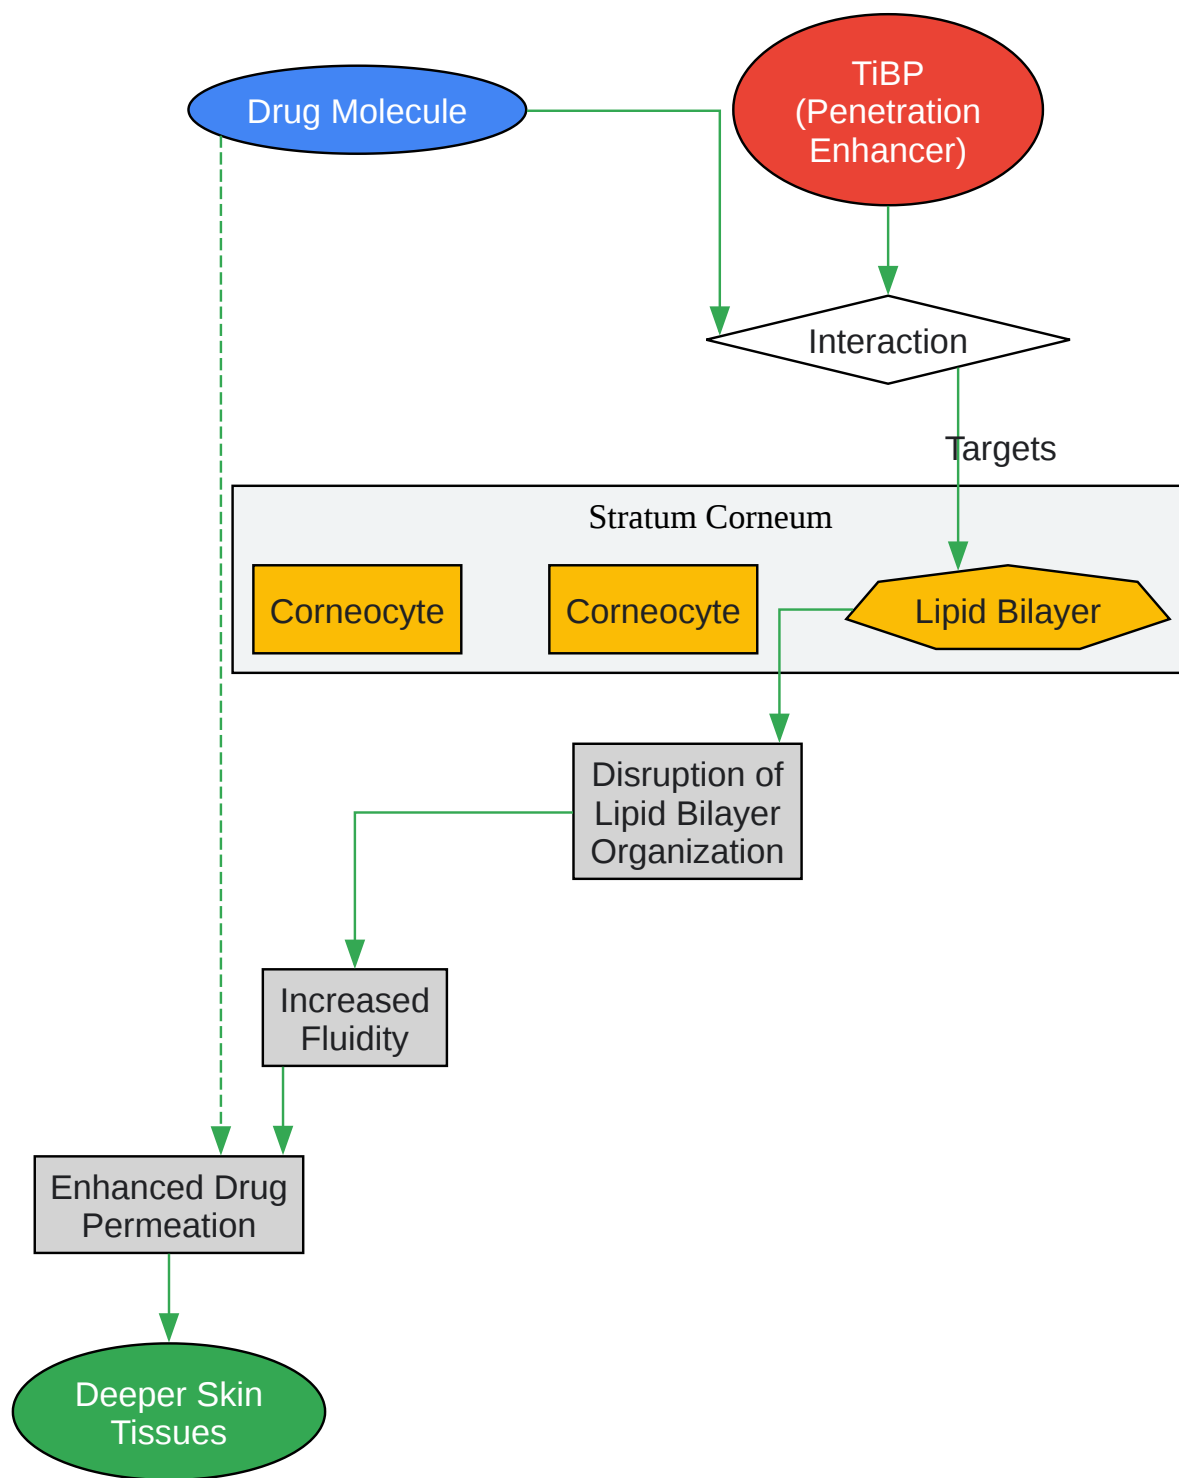 Drug Molecule
TiBP
(Penetration
Enhancer)
Interaction
Targets
Stratum Corneum
Corneocyte
Corneocyte
Lipid Bilayer
Disruption of
Lipid Bilayer
Organization
Increased
Fluidity
Enhanced Drug
Permeation
Deeper Skin
Tissues